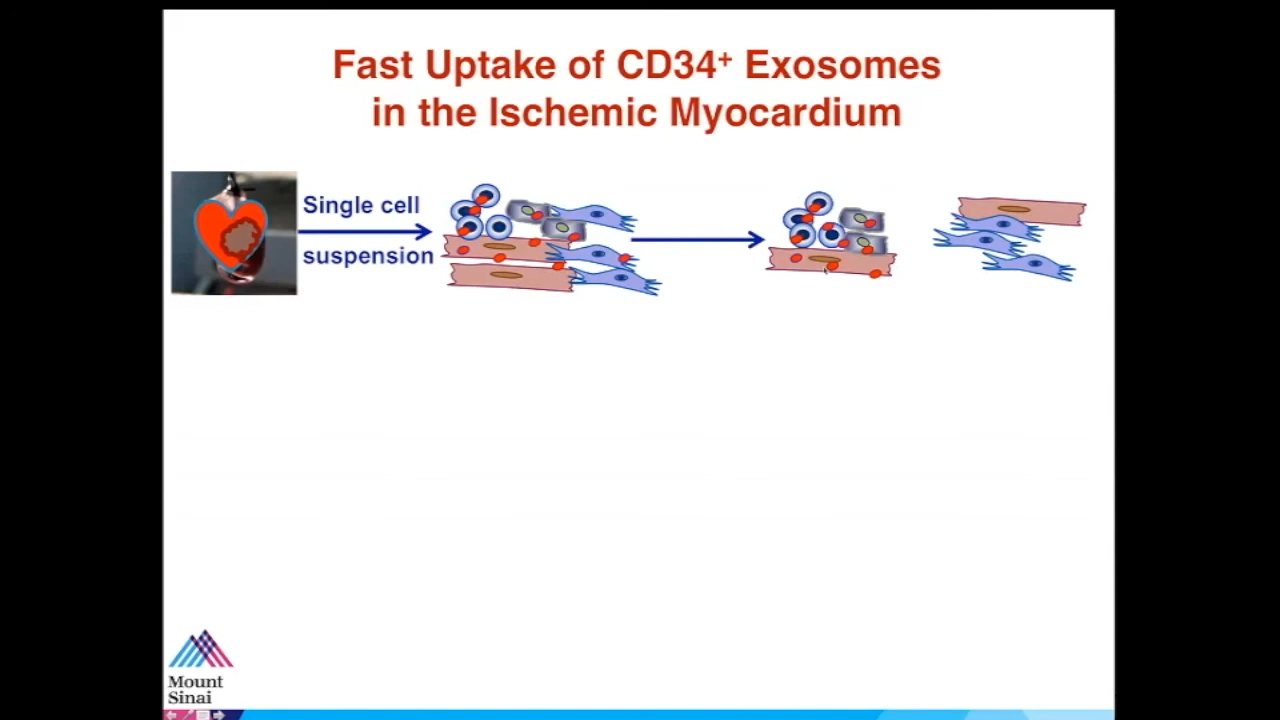 Fast Uptake of CD34⁺ Exosomes
in the Ischemic Myocardium
Single cell
suspension
Mount
Sinai